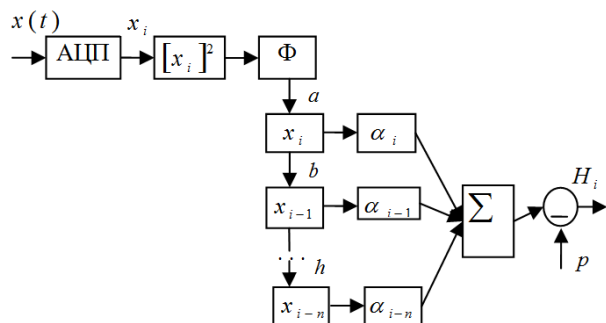 x(t) x_i
АЦП [x_i]² Φ
a
x_i α_i
b
H_i
x_{i−1} α_{i−1} Σ −
... h p
x_{i−n} α_{i−n}